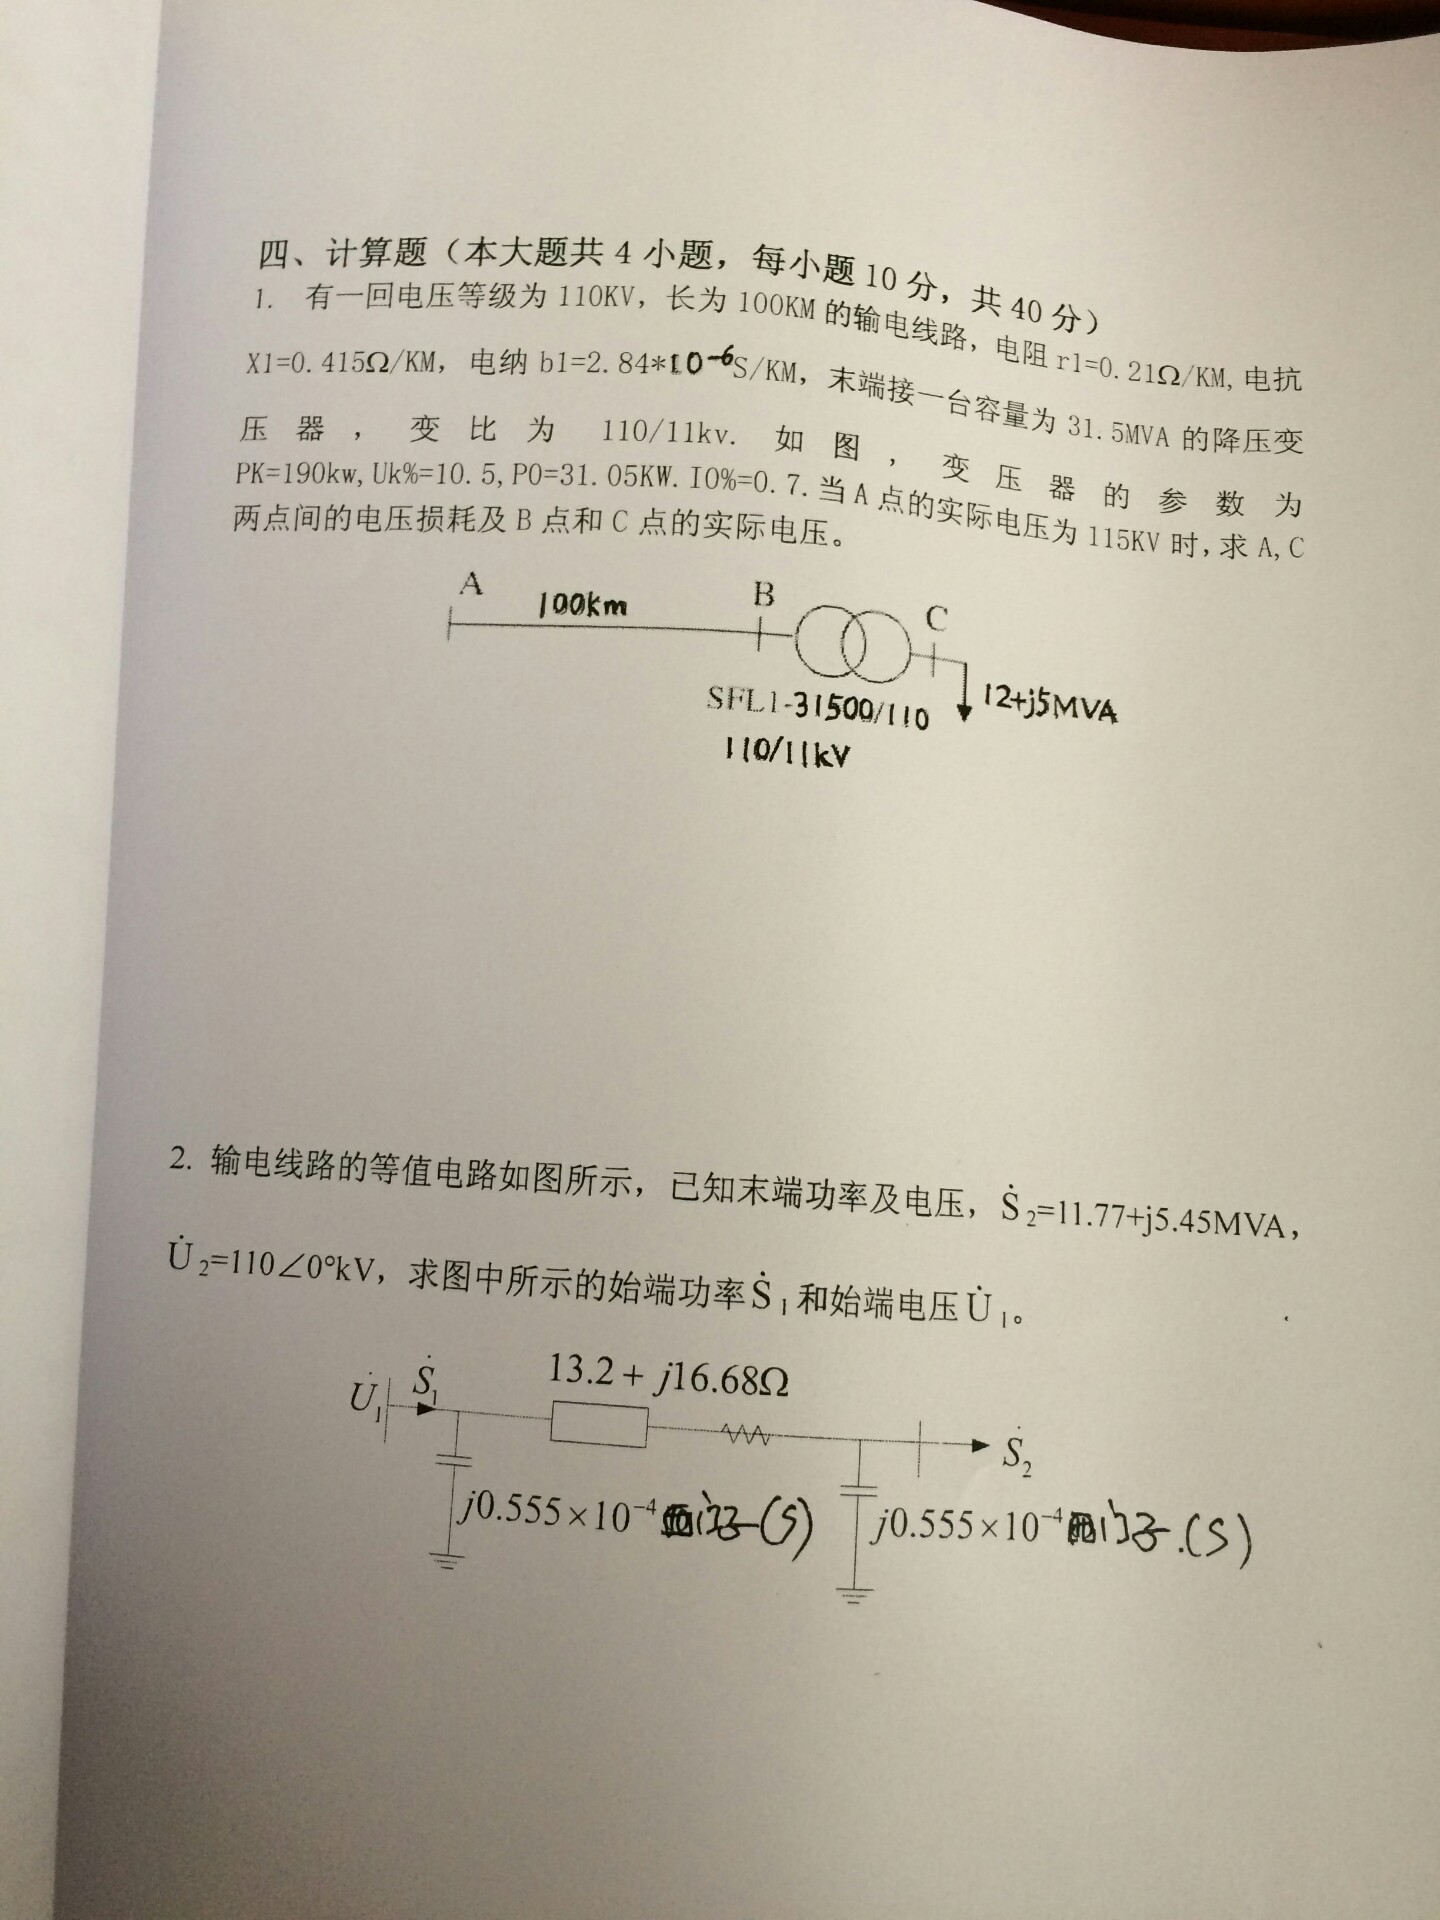 四、计算题（本大题共 4 小题，每小题 10 分，共 40 分）
1. 有一回电压等级为 110KV，长为 100KM 的输电线路，电阻 r1=0.21Ω/KM,电抗
X1=0.415Ω/KM，电纳 b1=2.84*10-6S/KM，末端接一台容量为 31.5MVA 的降压变
压器，变比为 110/11kv. 如图，变压器的参数为
PK=190kw,Uk%=10.5,P0=31.05KW.IO%=0.7.当 A 点的实际电压为 115KV 时,求 A,C
两点间的电压损耗及 B 点和 C 点的实际电压。
A 100km B C
SFL1-31500/110 12+j5MVA
110/11kV
2. 输电线路的等值电路如图所示，已知末端功率及电压，Ṡ2=11.77+j5.45MVA，
U̇2=110∠0°kV，求图中所示的始端功率Ṡ1和始端电压U̇1。
U̇1 Ṡ1 13.2+j16.68Ω
Ṡ2
j0.555×10⁻⁴西门子(S) j0.555×10⁻⁴西门子.(S)